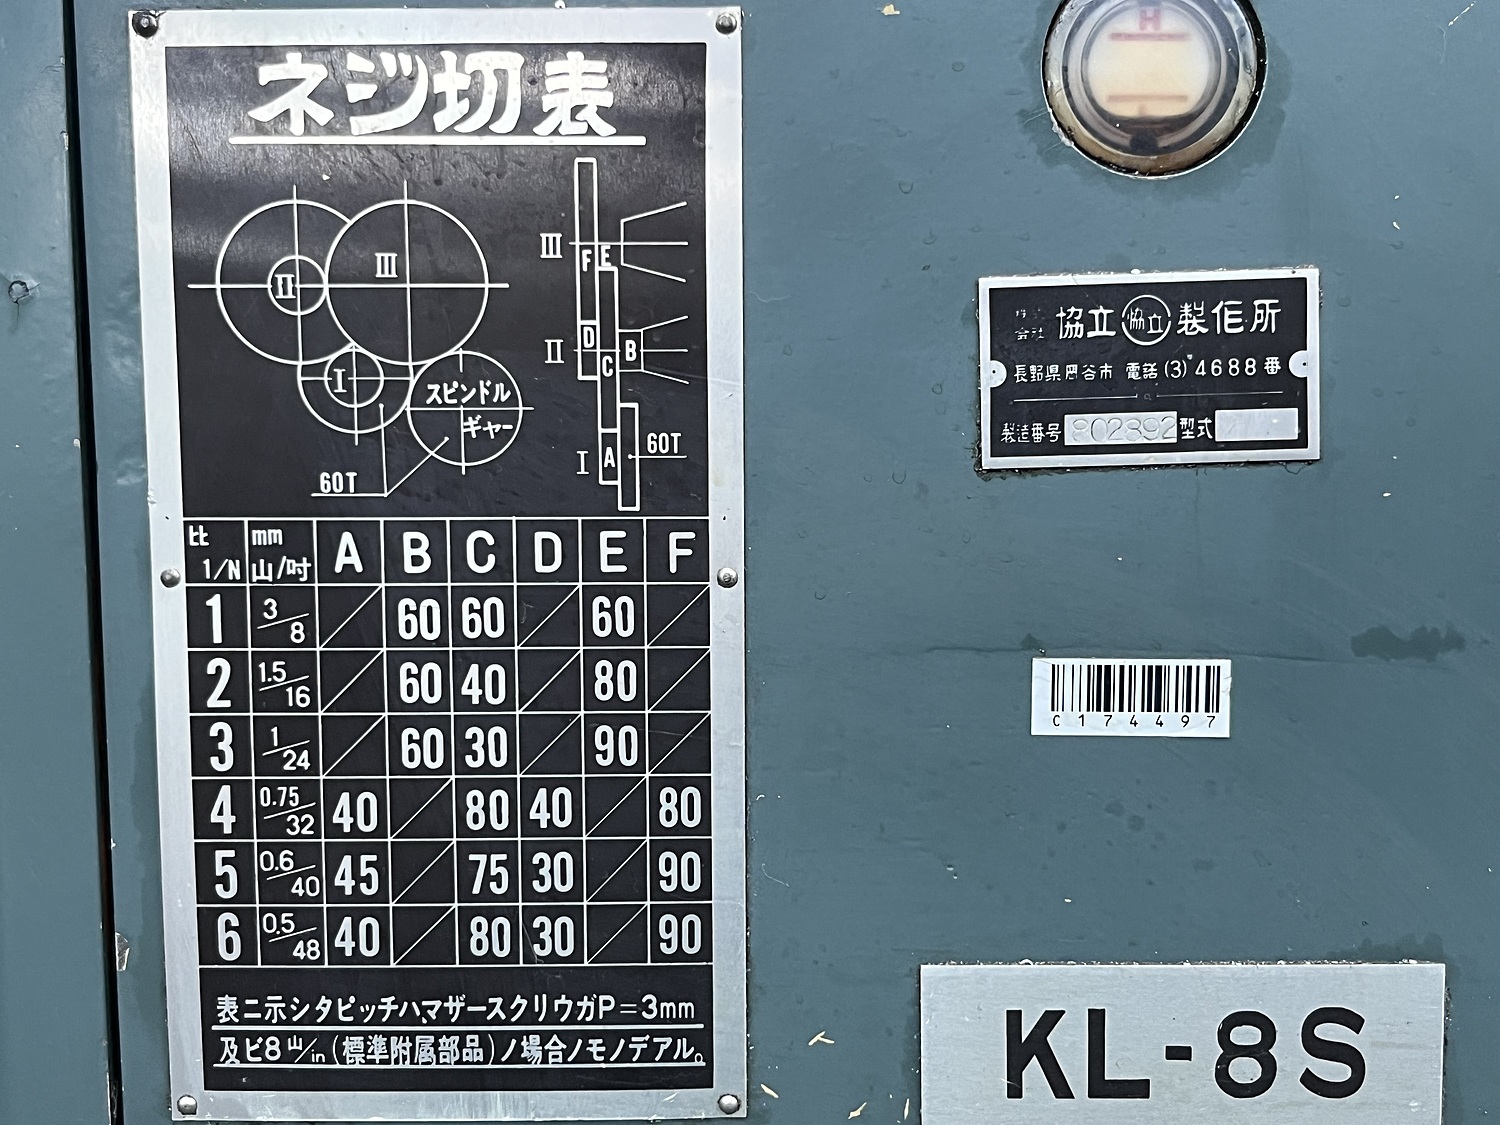 ネジ切表
II
III
I
スピンドル
ギャー
60T
III
F
E
II
D
C
B
I
A
60T
比 1/N mm 山/吋 A B C D E F
1 3/8 60 60 60
2 1.5/16 60 40 80
3 1/24 60 30 90
4 0.75/32 40 80 40 80
5 0.6/40 45 75 30 90
6 0.5/48 40 80 30 90
表ニ示シタピッチハマザースクリウガP=3mm
及ビ8山/in(標準附属部品)ノ場合ノモノデアル。
H
株式会社 協立 協立 製作所
長野県岡谷市 電話(3)4688番
製造番号 802892 型式
C174497
KL-8S